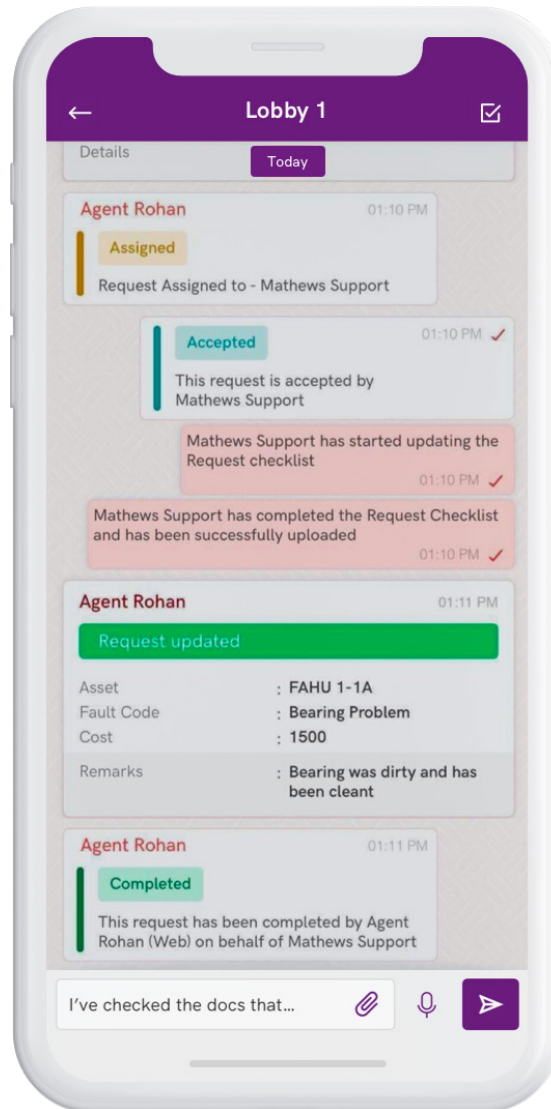 Lobby 1
Details
Today
Agent Rohan 01:10 PM
Assigned
Request Assigned to - Mathews Support
Accepted 01:10 PM
This request is accepted by
Mathews Support
Mathews Support has started updating the
Request checklist
01:10 PM
Mathews Support has completed the Request Checklist
and has been successfully uploaded
01:10 PM
Agent Rohan 01:11 PM
Request updated
Asset : FAHU 1-1A
Fault Code : Bearing Problem
Cost : 1500
Remarks : Bearing was dirty and has
been cleant
Agent Rohan 01:11 PM
Completed
This request has been completed by Agent
Rohan (Web) on behalf of Mathews Support
I've checked the docs that...